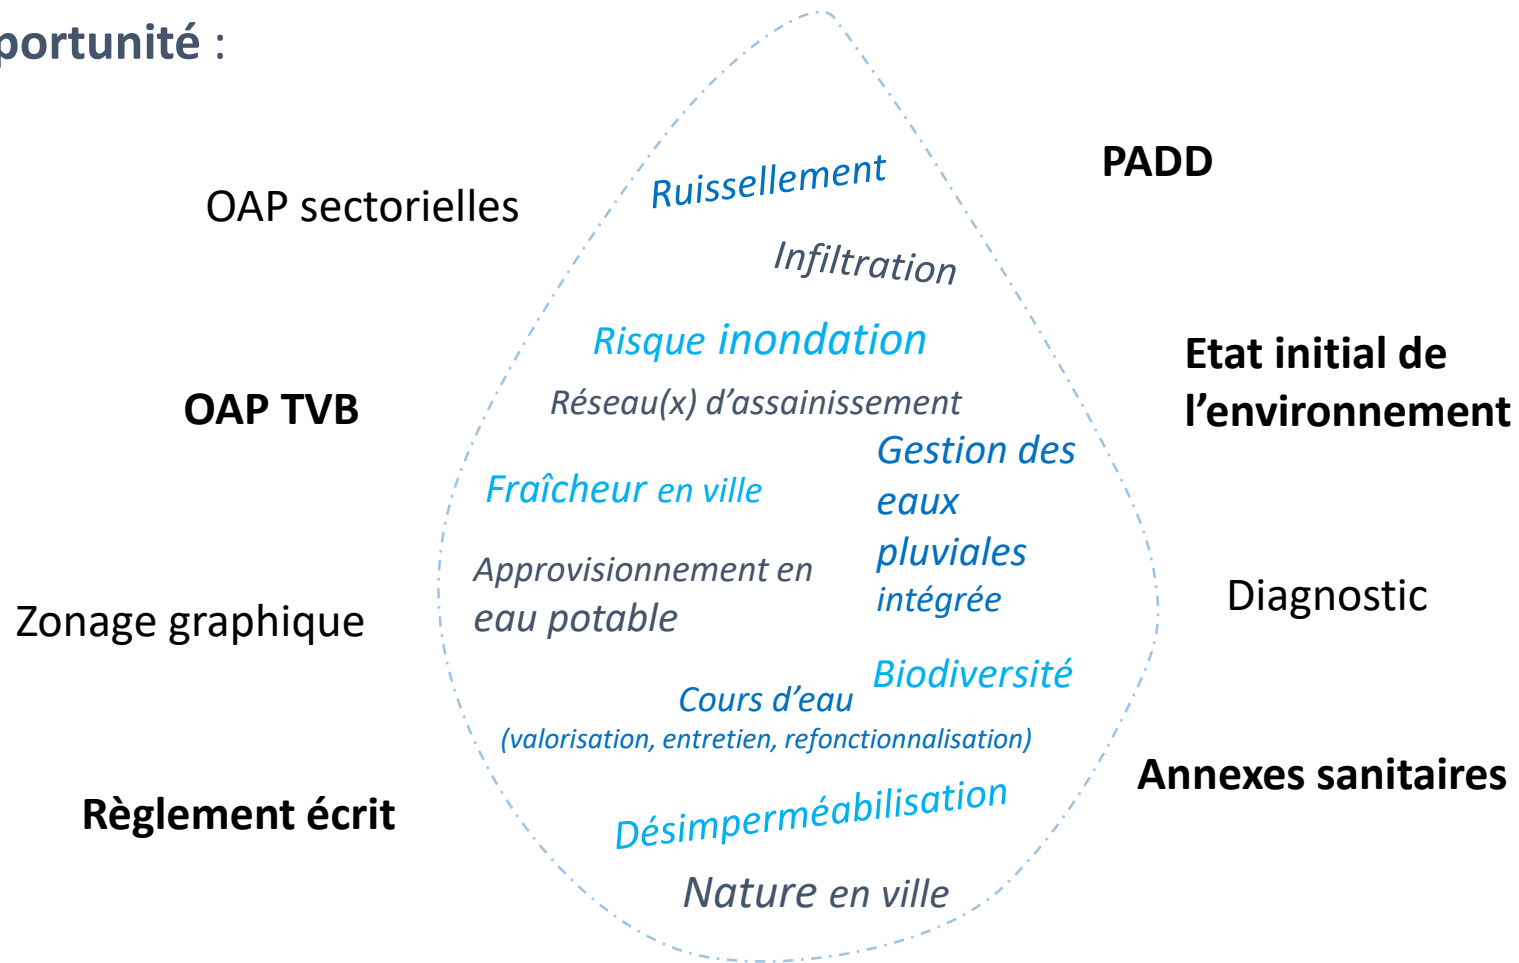 portunité :
PADD
Ruissellement
OAP sectorielles
Infiltration
Risque inondation
Etat initial de
l’environnement
OAP TVB
Réseau(x) d’assainissement
Gestion des
eaux
pluviales
intégrée
Fraîcheur en ville
Approvisionnement en
eau potable
Zonage graphique
Diagnostic
Biodiversité
Cours d’eau
(valorisation, entretien, refonctionnalisation)
Annexes sanitaires
Règlement écrit
Désimperméabilisation
Nature en ville